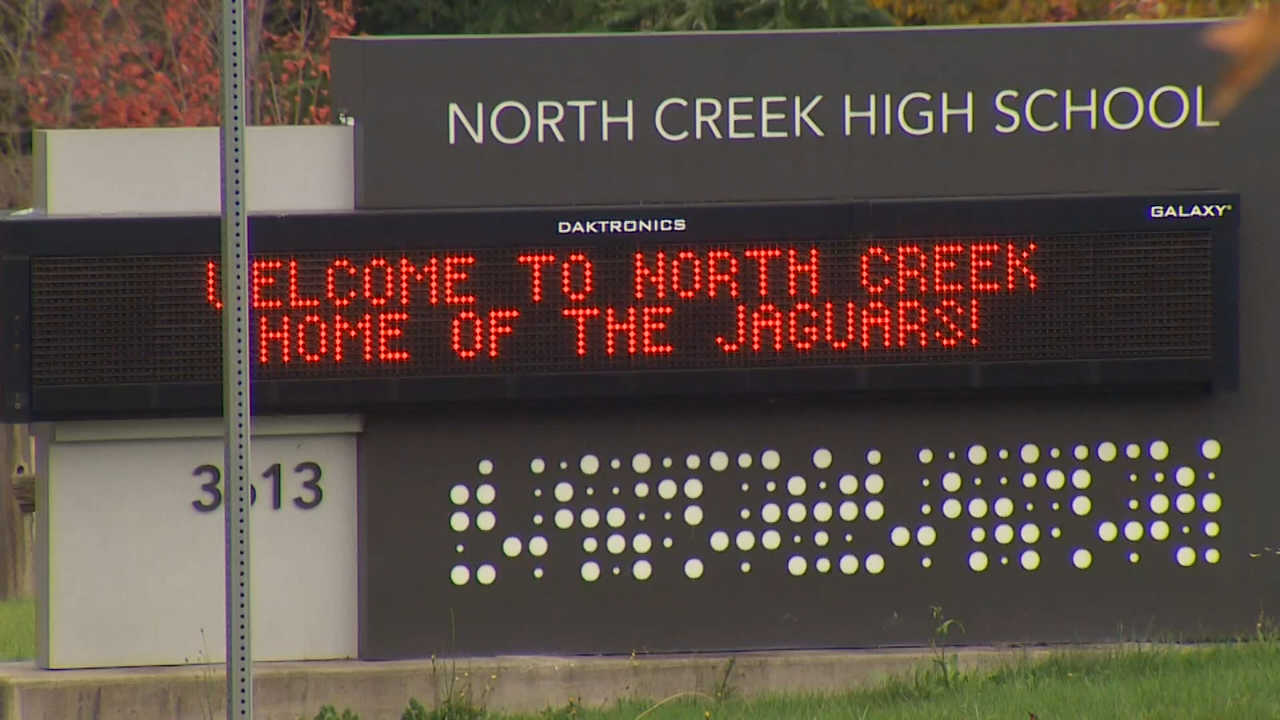 NORTH CREEK HIGH SCHOOL
DAKTRONICS
GALAXY®
WELCOME TO NORTH CREEK
HOME OF THE JAGUARS!